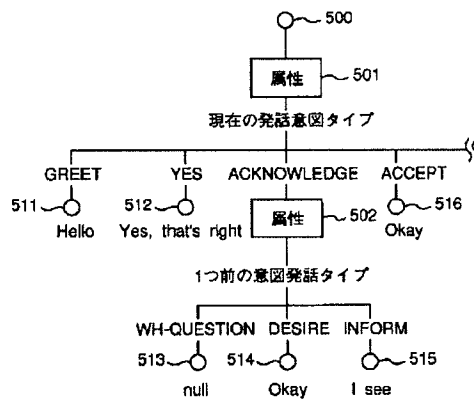 500
属性 501
現在の発話意図タイプ
GREET YES ACKNOWLEDGE ACCEPT
511 512 属性 502 516
Hello Yes, that's right Okay
1つ前の意図発話タイプ
WH-QUESTION DESIRE INFORM
513 514 515
null Okay I see